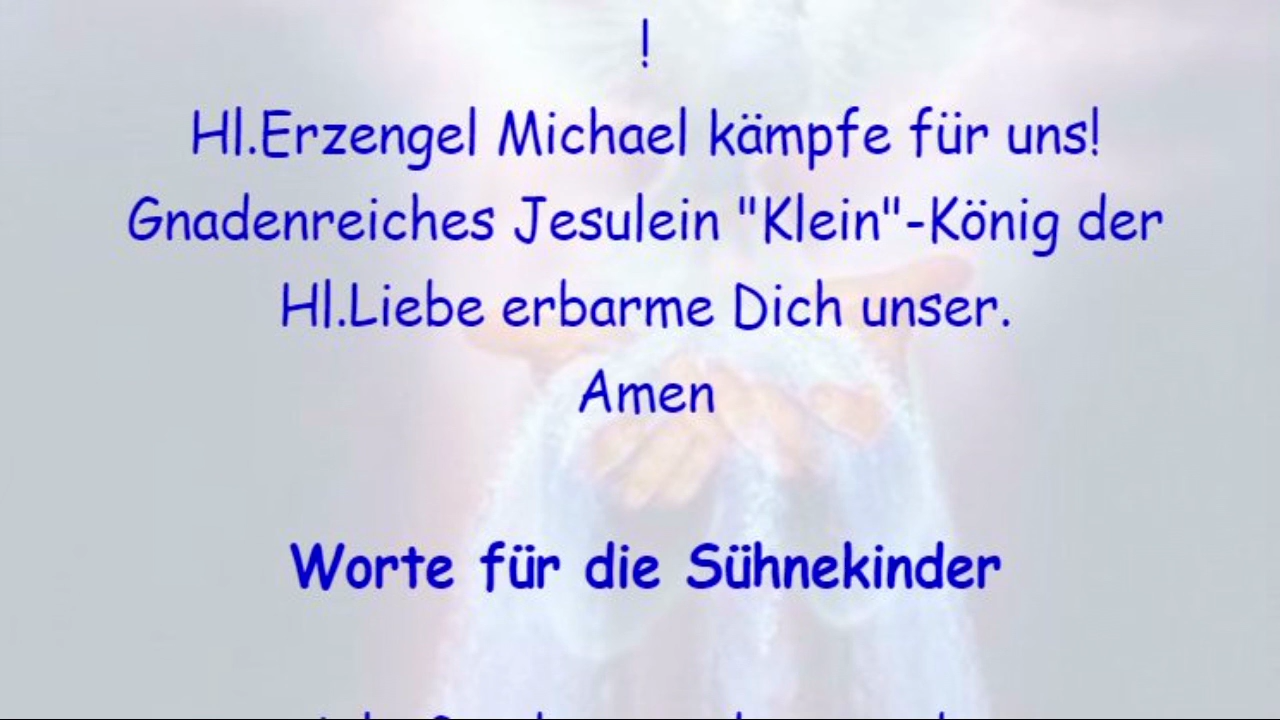 !
Hl.Erzengel Michael kämpfe für uns!
Gnadenreiches Jesulein "Klein"-König der
Hl.Liebe erbarme Dich unser.
Amen
Worte für die Sühnekinder